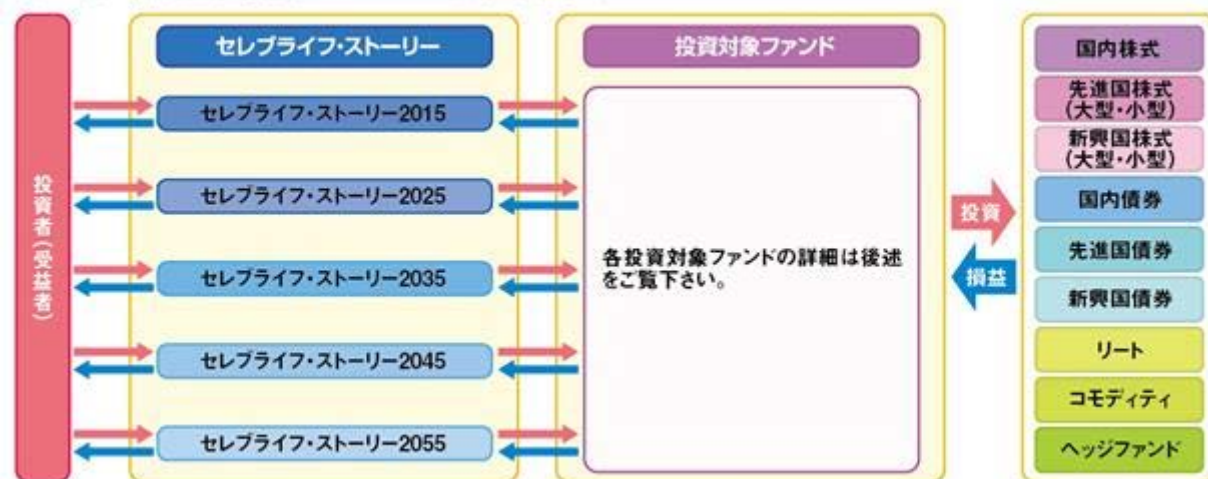 投資者(受益者)
セレブライフ・ストーリー
セレブライフ・ストーリー2015
セレブライフ・ストーリー2025
セレブライフ・ストーリー2035
セレブライフ・ストーリー2045
セレブライフ・ストーリー2055
投資対象ファンド
各投資対象ファンドの詳細は後述
をご覧下さい。
投資
損益
国内株式
先進国株式
(大型・小型)
新興国株式
(大型・小型)
国内債券
先進国債券
新興国債券
リート
コモディティ
ヘッジファンド